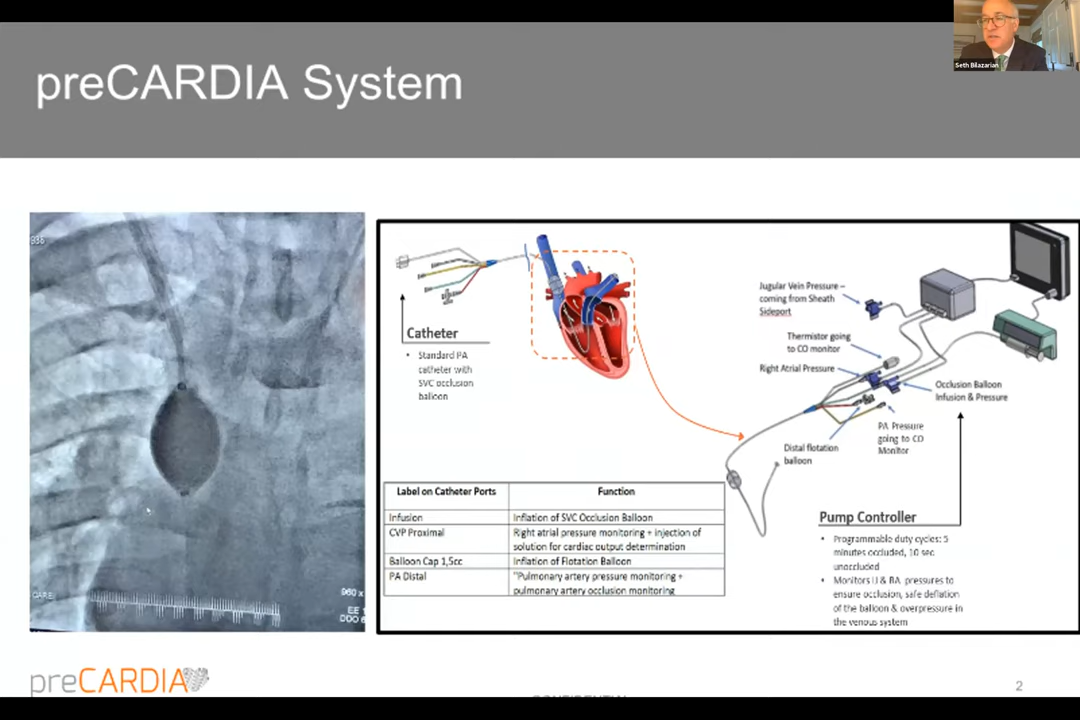 Seth Bilazarian
preCARDIA System
938
Catheter
• Standard PA
catheter with
SVC occlusion
balloon
Jugular Vein Pressure –
coming from Sheath
Sideport
Thermistor going
to CO monitor
Right Atrial Pressure
Occlusion Balloon
Infusion & Pressure
PA Pressure
going to CO
Monitor
Distal flotation
balloon
Label on Catheter Ports Function
Infusion Inflation of SVC Occlusion Balloon
CVP Proximal Right atrial pressure monitoring + injection of
solution for cardiac output determination
Balloon Cap 1,5cc Inflation of Flotation Balloon
PA Distal "Pulmonary artery pressure monitoring +
pulmonary artery occlusion monitoring
Pump Controller
• Programmable duty cycles: 5
minutes occluded, 10 sec
unoccluded
• Monitors IJ & RA pressures to
ensure occlusion, safe deflation
of the balloon & overpressure in
the venous system
960 x
preCARDIA
2
CONFIDENTIAL